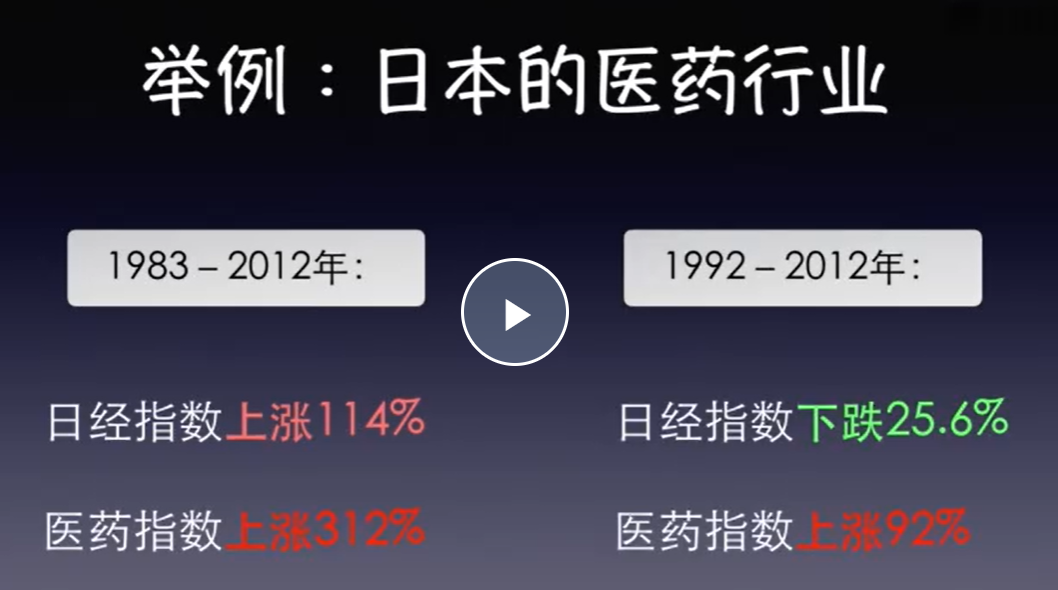 举例：日本的医药行业
1983 – 2012年：
日经指数上涨114%
医药指数上涨312%
1992 – 2012年：
日经指数下跌25.6%
医药指数上涨92%